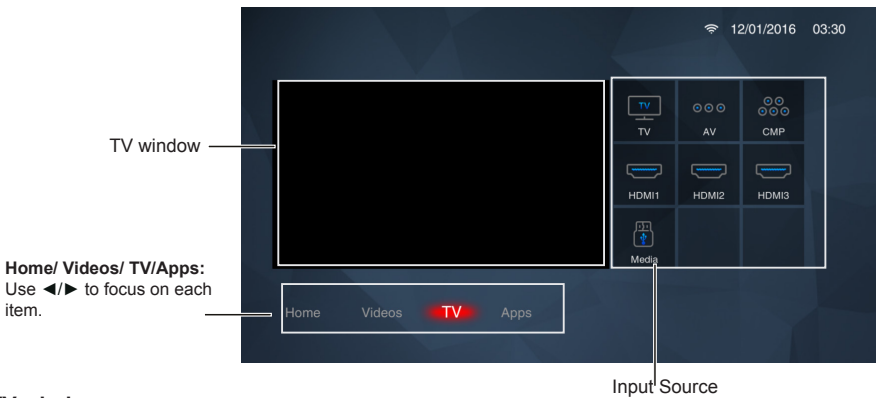 12/01/2016 03:30
TV window
TV
TV AV CMP
HDMI1 HDMI2 HDMI3
Media
Home/ Videos/ TV/Apps:
Use ◄/► to focus on each
item.
Home Videos TV Apps
Input Source